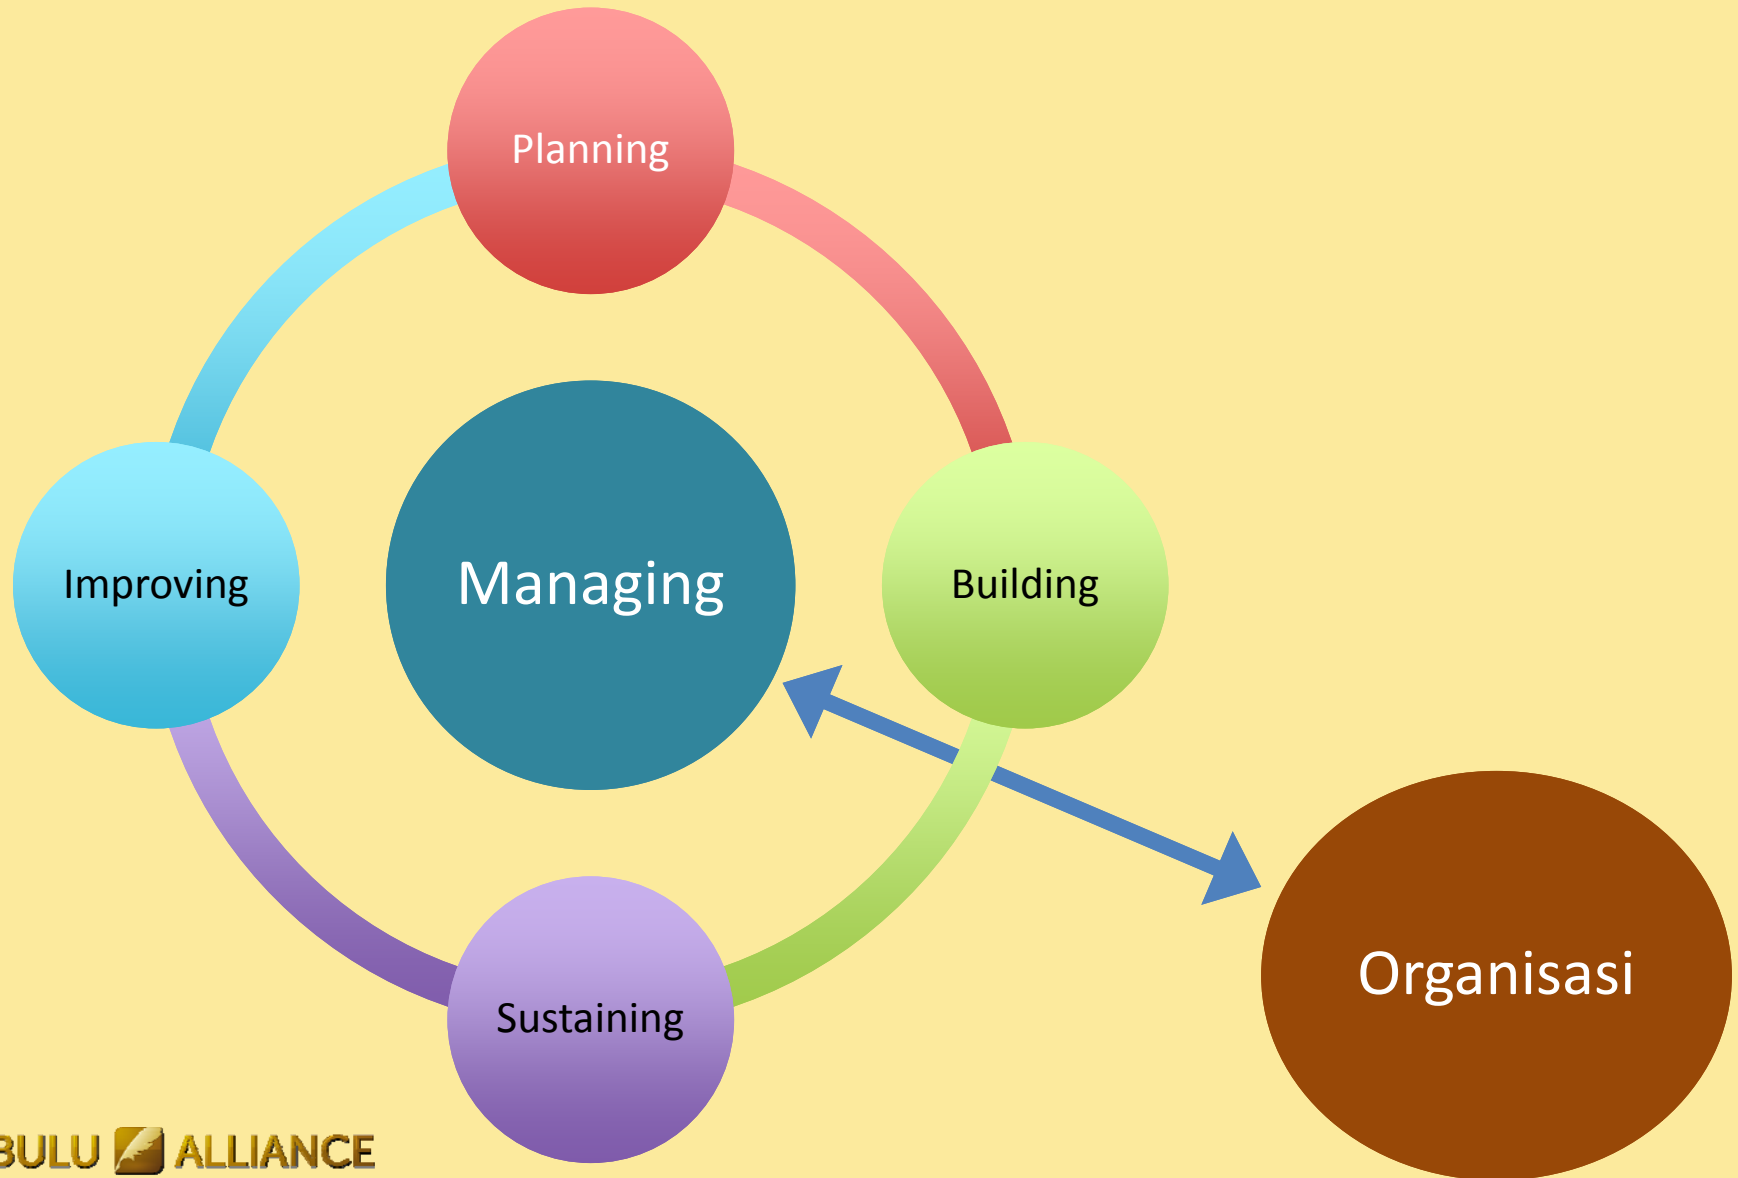 Planning
Improving
Managing
Building
Sustaining
Organisasi
BULU ALLIANCE